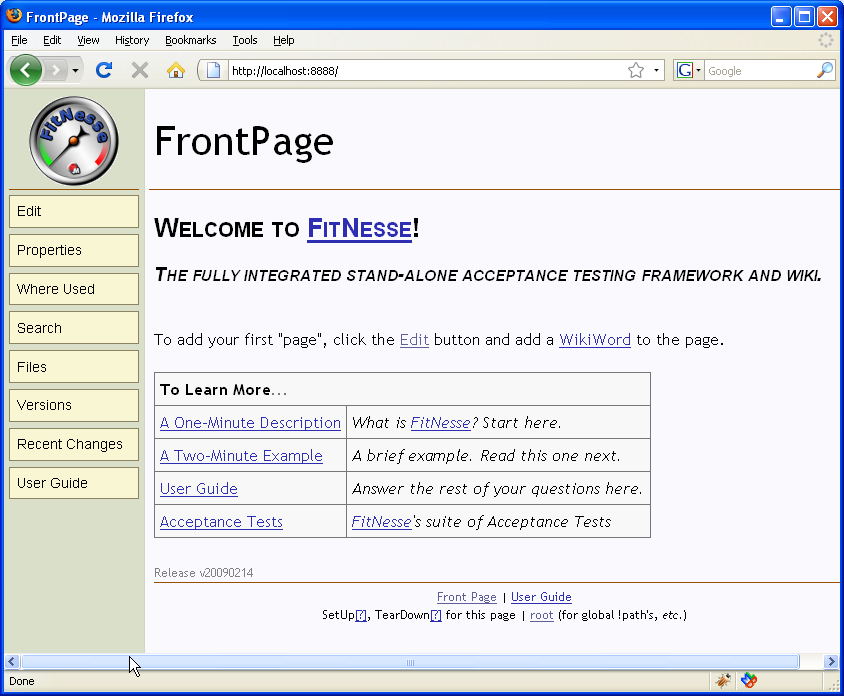 FrontPage - Mozilla Firefox
File Edit View History Bookmarks Tools Help
http://localhost:8888/ Google
FitNesse
FrontPage
Edit
Properties
Where Used
Search
Files
Versions
Recent Changes
User Guide
Welcome to FitNesse!
The fully integrated stand-alone acceptance testing framework and wiki.
To add your first "page", click the Edit button and add a WikiWord to the page.
To Learn More...
A One-Minute Description What is FitNesse? Start here.
A Two-Minute Example A brief example. Read this one next.
User Guide Answer the rest of your questions here.
Acceptance Tests FitNesse's suite of Acceptance Tests
Release v20090214
Front Page | User Guide
SetUp[?], TearDown[?] for this page | root (for global !path's, etc.)
Done